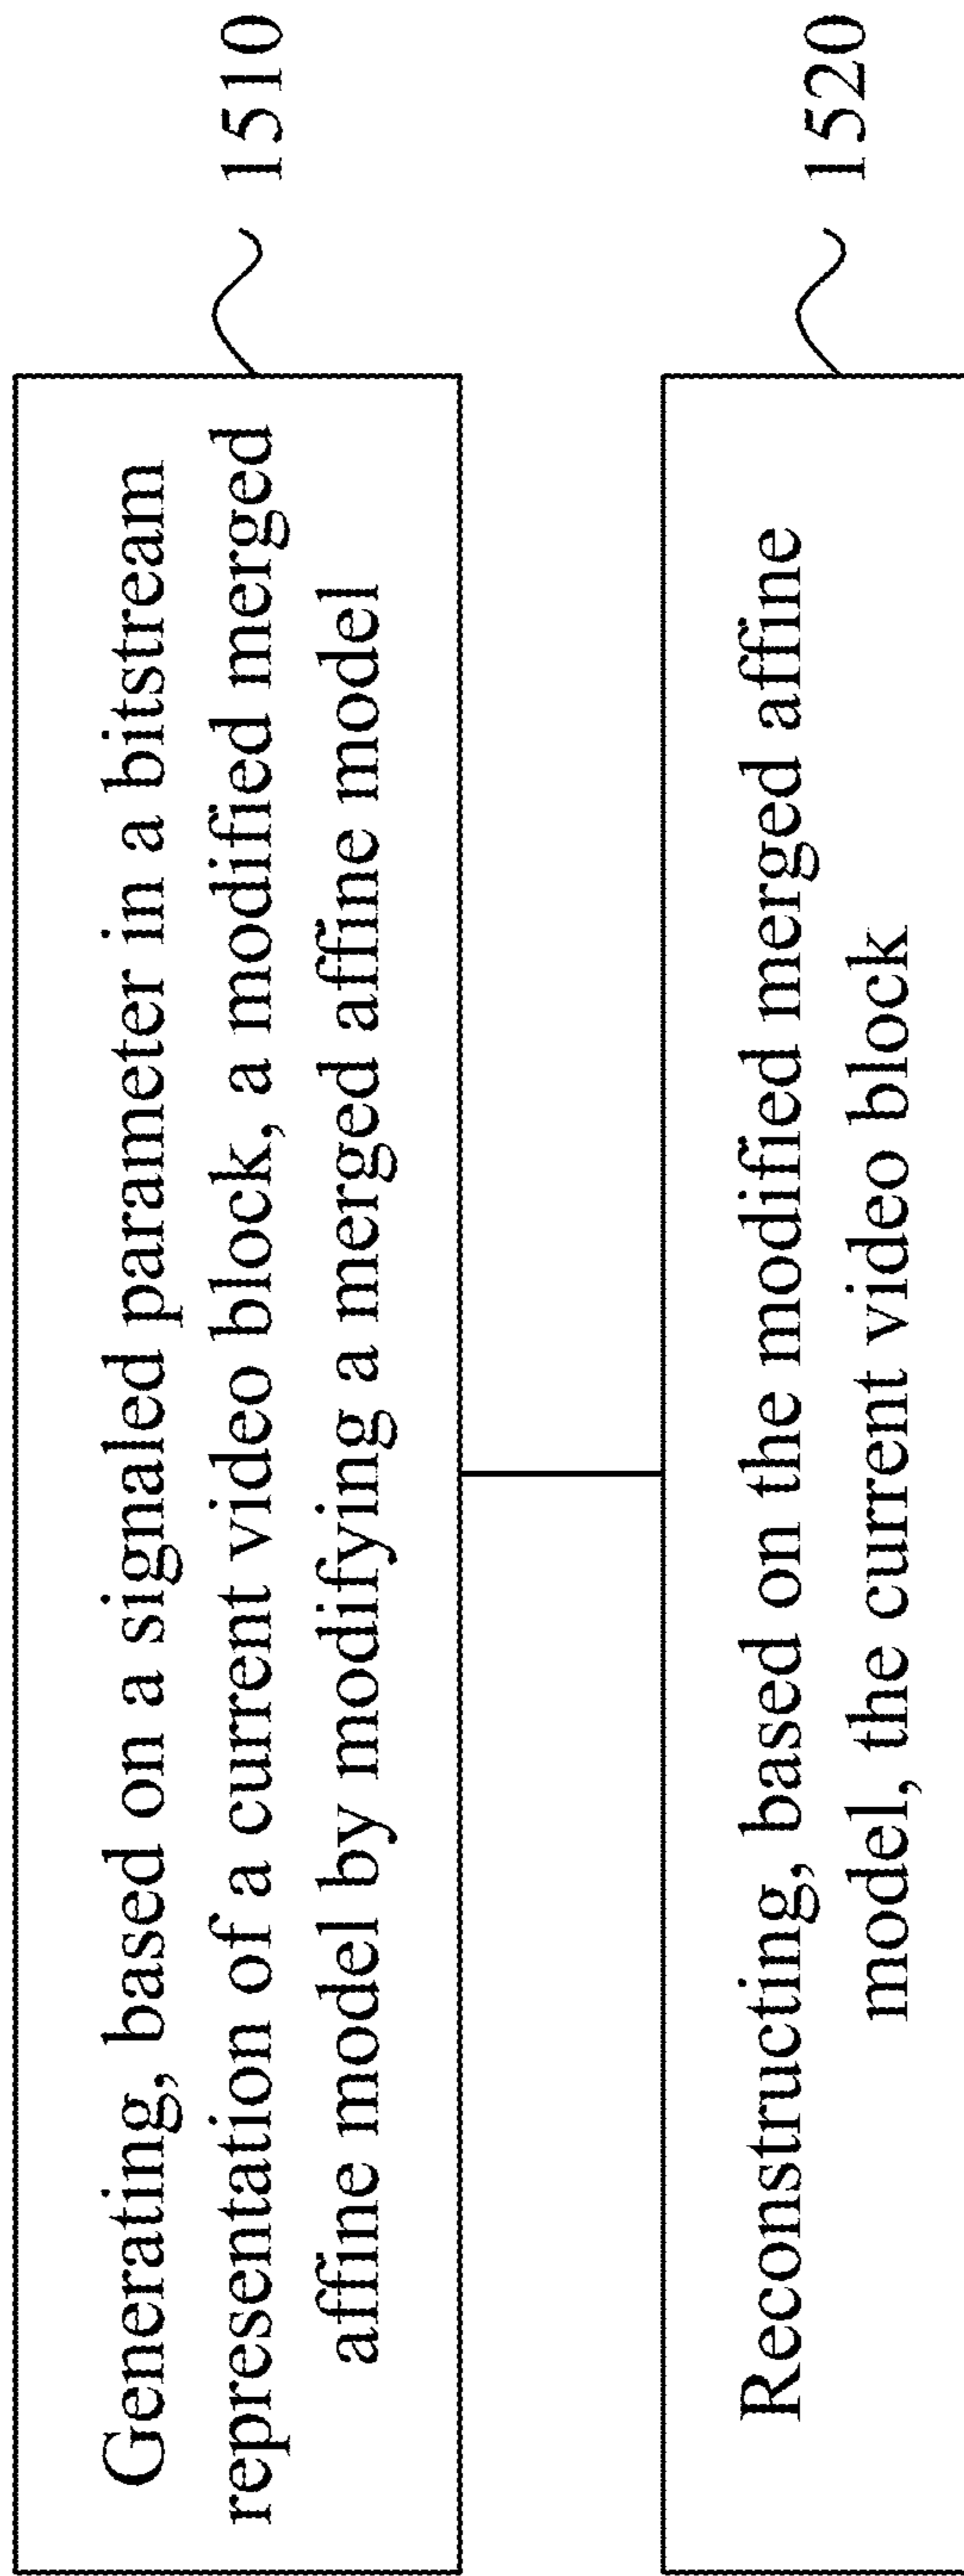 Generating, based on a signaled parameter in a bitstream
representation of a current video block, a modified merged
affine model by modifying a merged affine model
1510
Reconstructing, based on the modified merged affine
model, the current video block
1520